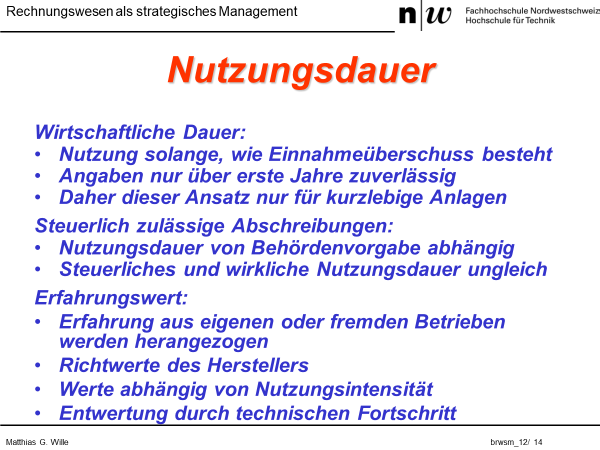 Rechnungswesen als strategisches Management
n|w
Fachhochschule Nordwestschweiz
Hochschule für Technik
Nutzungsdauer
Wirtschaftliche Dauer:
• Nutzung solange, wie Einnahmeüberschuss besteht
• Angaben nur über erste Jahre zuverlässig
• Daher dieser Ansatz nur für kurzlebige Anlagen
Steuerlich zulässige Abschreibungen:
• Nutzungsdauer von Behördenvorgabe abhängig
• Steuerliches und wirkliche Nutzungsdauer ungleich
Erfahrungswert:
• Erfahrung aus eigenen oder fremden Betrieben
werden herangezogen
• Richtwerte des Herstellers
• Werte abhängig von Nutzungsintensität
• Entwertung durch technischen Fortschritt
Matthias G. Wille
brwsm_12/ 14